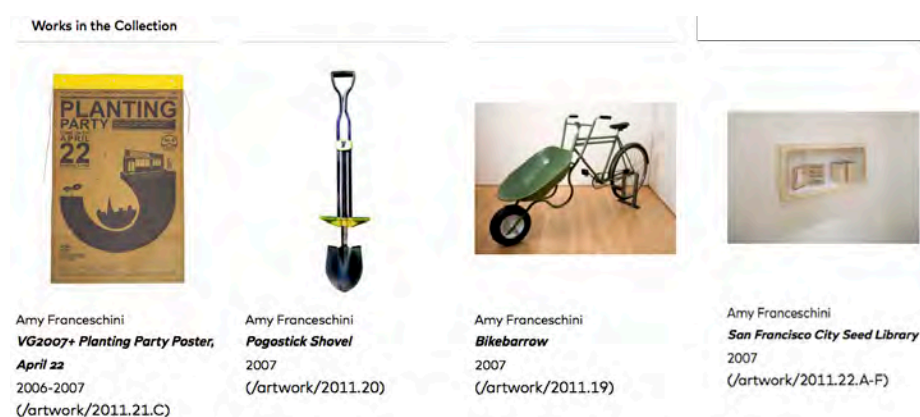 Works in the Collection
PLANTING
PARTY
APRIL
22
Amy Franceschini
VG2007+ Planting Party Poster,
April 22
2006-2007
(/artwork/2011.21.C)
Amy Franceschini
Pogostick Shovel
2007
(/artwork/2011.20)
Amy Franceschini
Bikebarrow
2007
(/artwork/2011.19)
Amy Franceschini
San Francisco City Seed Library
2007
(/artwork/2011.22.A-F)